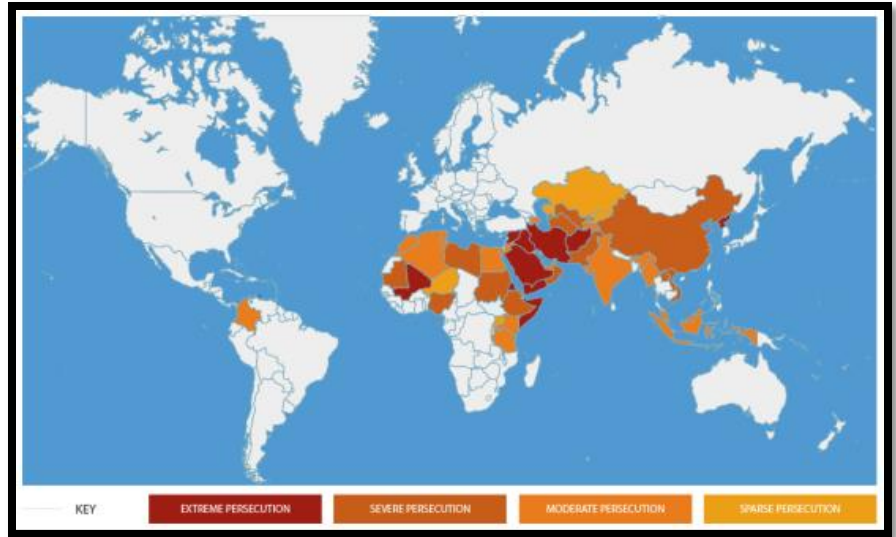 KEY
EXTREME PERSECUTION
SEVERE PERSECUTION
MODERATE PERSECUTION
SPARSE PERSECUTION